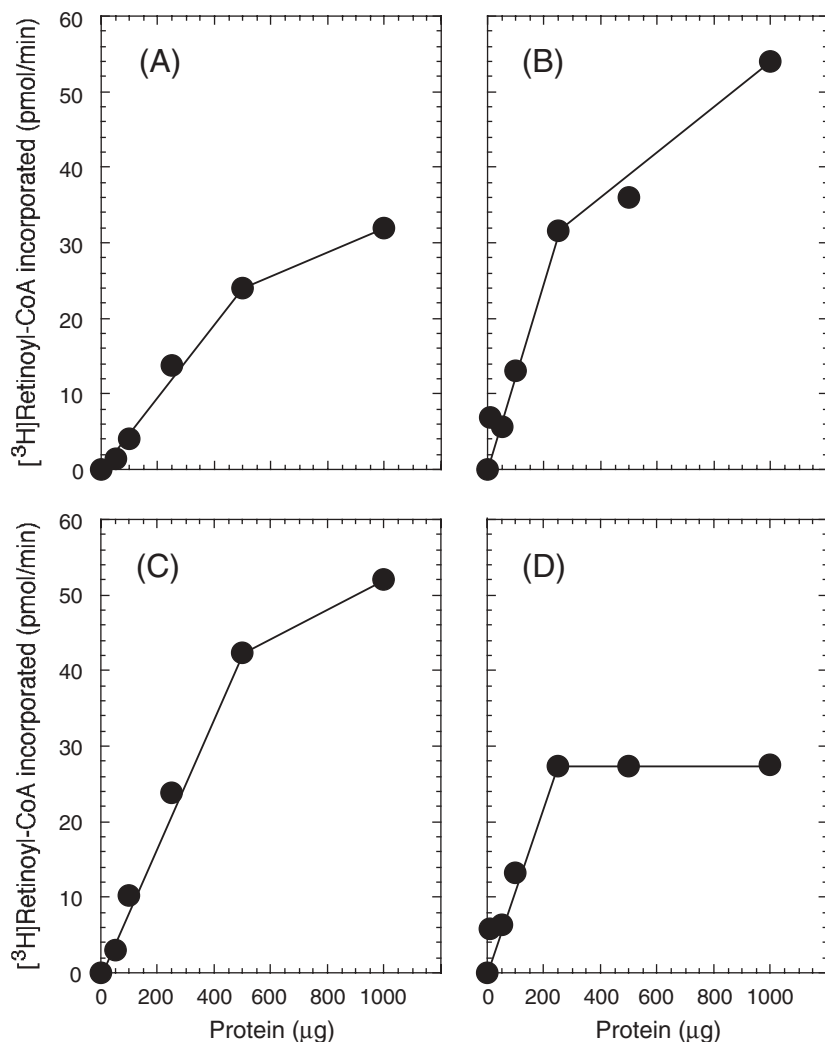 (A)
(B)
[³H]Retinoyl-CoA incorporated (pmol/min)
60
50
40
30
20
10
0
(C)
(D)
[³H]Retinoyl-CoA incorporated (pmol/min)
60
50
40
30
20
10
0
0 200 400 600 800 1000
0 200 400 600 800 1000
Protein (μg)
Protein (μg)